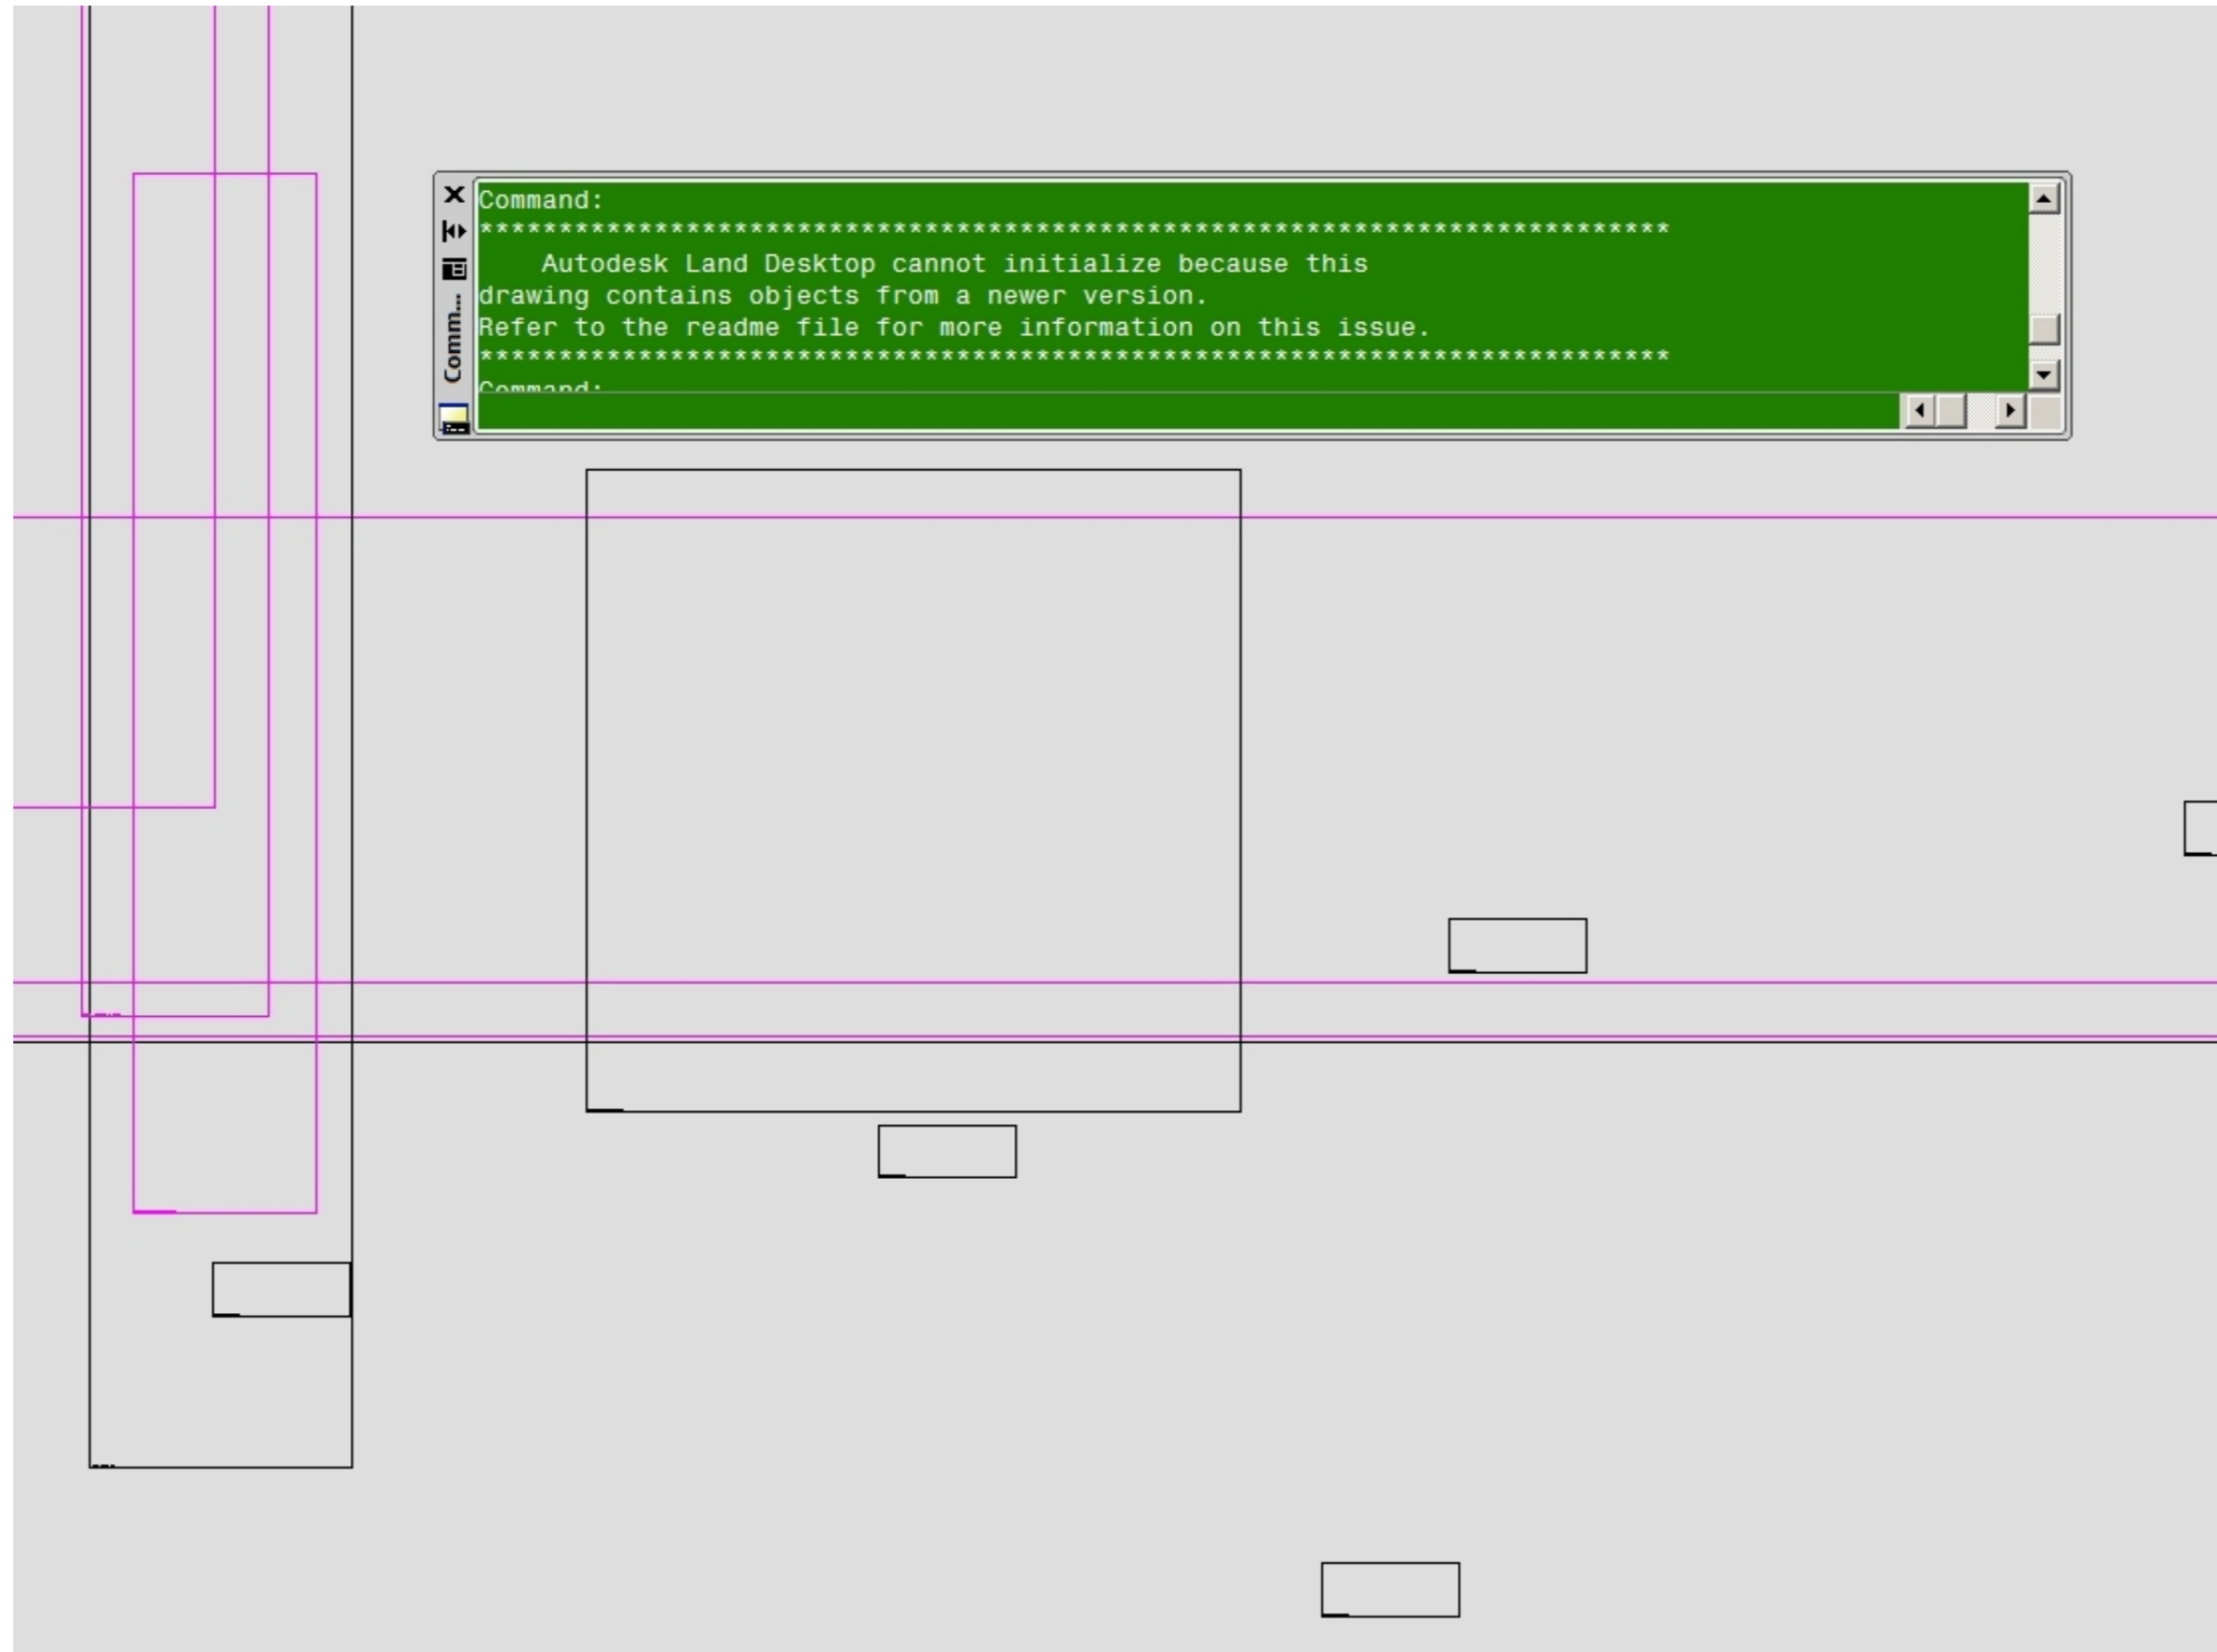 Command:
***************************************************************************
Autodesk Land Desktop cannot initialize because this
drawing contains objects from a newer version.
Refer to the readme file for more information on this issue.
***************************************************************************
Command:
Comm...